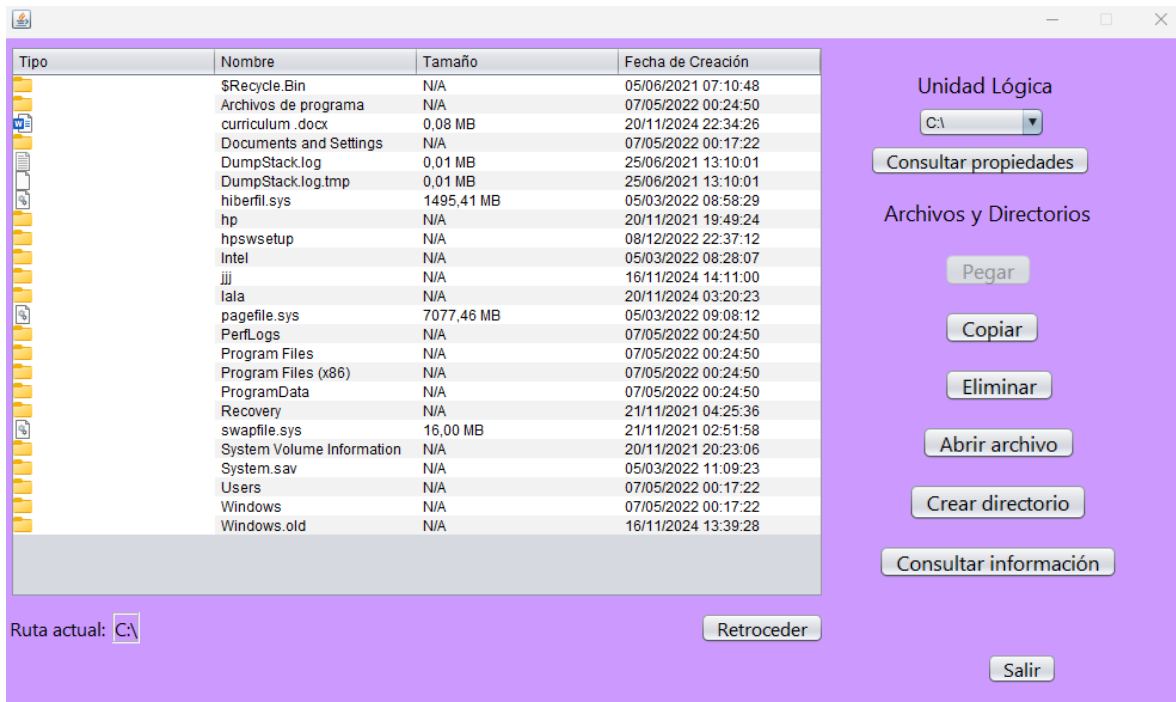 Tipo Nombre Tamaño Fecha de Creación
$Recycle.Bin N/A 05/06/2021 07:10:48
Archivos de programa N/A 07/05/2022 00:24:50
curriculum .docx 0,08 MB 20/11/2024 22:34:26
Documents and Settings N/A 07/05/2022 00:17:22
DumpStack.log 0,01 MB 25/06/2021 13:10:01
DumpStack.log.tmp 0,01 MB 25/06/2021 13:10:01
hiberfil.sys 1495,41 MB 05/03/2022 08:58:29
hp N/A 20/11/2021 19:49:24
hpswsetup N/A 08/12/2022 22:37:12
Intel N/A 05/03/2022 08:28:07
jjj N/A 16/11/2024 14:11:00
lala N/A 20/11/2024 03:20:23
pagefile.sys 7077,46 MB 05/03/2022 09:08:12
PerfLogs N/A 07/05/2022 00:24:50
Program Files N/A 07/05/2022 00:24:50
Program Files (x86) N/A 07/05/2022 00:24:50
ProgramData N/A 07/05/2022 00:24:50
Recovery N/A 21/11/2021 04:25:36
swapfile.sys 16,00 MB 21/11/2021 02:51:58
System Volume Information N/A 20/11/2021 20:23:06
System.sav N/A 05/03/2022 11:09:23
Users N/A 07/05/2022 00:17:22
Windows N/A 07/05/2022 00:17:22
Windows.old N/A 16/11/2024 13:39:28
Ruta actual: C:\
Retroceder
Unidad Lógica
C:\
Consultar propiedades
Archivos y Directorios
Pegar
Copiar
Eliminar
Abrir archivo
Crear directorio
Consultar información
Salir